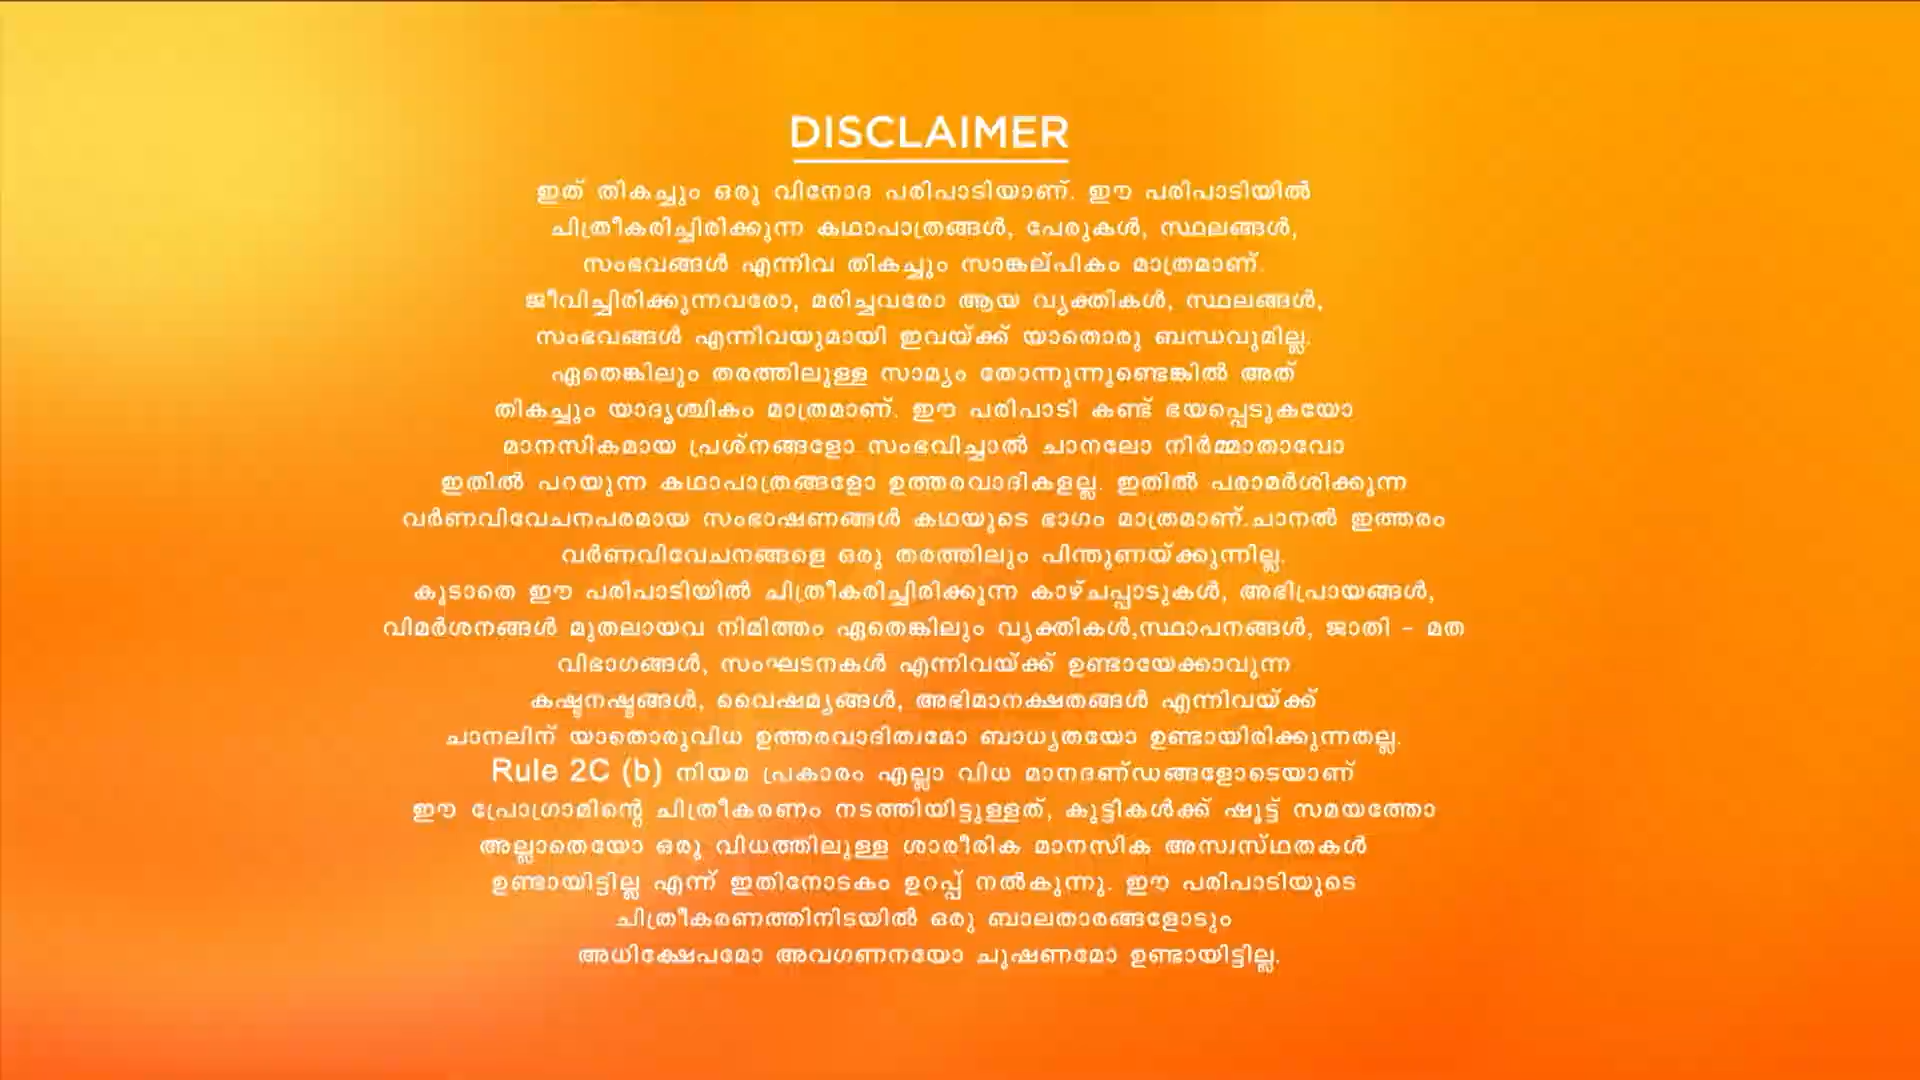 DISCLAIMER
ഇത് തികച്ചും ഒരു വിനോദ പരിപാടിയാണ്. ഈ പരിപാടിയിൽ
ചിത്രീകരിച്ചിരിക്കുന്ന കഥാപാത്രങ്ങൾ, പേരുകൾ, സ്ഥലങ്ങൾ,
സംഭവങ്ങൾ എന്നിവ തികച്ചും സാങ്കല്പികം മാത്രമാണ്.
ജീവിച്ചിരിക്കുന്നവരോ, മരിച്ചവരോ ആയ വ്യക്തികൾ, സ്ഥലങ്ങൾ,
സംഭവങ്ങൾ എന്നിവയുമായി ഇവയ്ക്ക് യാതൊരു ബന്ധവുമില്ല.
ഏതെങ്കിലും തരത്തിലുള്ള സാമ്യം തോന്നുന്നുണ്ടെങ്കിൽ അത്
തികച്ചും യാദൃശ്ചികം മാത്രമാണ്. ഈ പരിപാടി കണ്ട് ഭയപ്പെടുകയോ
മാനസികമായ പ്രശ്നങ്ങളോ സംഭവിച്ചാൽ ചാനലോ നിർമ്മാതാവോ
ഇതിൽ പറയുന്ന കഥാപാത്രങ്ങളോ ഉത്തരവാദികളല്ല. ഇതിൽ പരാമർശിക്കുന്ന
വർണവിവേചനപരമായ സംഭാഷണങ്ങൾ കഥയുടെ ഭാഗം മാത്രമാണ്.ചാനൽ ഇത്തരം
വർണവിവേചനങ്ങളെ ഒരു തരത്തിലും പിന്തുണയ്ക്കുന്നില്ല.
കൂടാതെ ഈ പരിപാടിയിൽ ചിത്രീകരിച്ചിരിക്കുന്ന കാഴ്ചപ്പാടുകൾ, അഭിപ്രായങ്ങൾ,
വിമർശനങ്ങൾ മുതലായവ നിമിത്തം ഏതെങ്കിലും വ്യക്തികൾ,സ്ഥാപനങ്ങൾ, ജാതി – മത
വിഭാഗങ്ങൾ, സംഘടനകൾ എന്നിവയ്ക്ക് ഉണ്ടായേക്കാവുന്ന
കഷ്ടനഷ്ടങ്ങൾ, വൈഷമ്യങ്ങൾ, അഭിമാനക്ഷതങ്ങൾ എന്നിവയ്ക്ക്
ചാനലിന് യാതൊരുവിധ ഉത്തരവാദിത്വമോ ബാധ്യതയോ ഉണ്ടായിരിക്കുന്നതല്ല.
Rule 2C (b) നിയമ പ്രകാരം എല്ലാ വിധ മാനദണ്ഡങ്ങളോടെയാണ്
ഈ പ്രോഗ്രാമിന്റെ ചിത്രീകരണം നടത്തിയിട്ടുള്ളത്, കുട്ടികൾക്ക് ഷൂട്ട് സമയത്തോ
അല്ലാതെയോ ഒരു വിധത്തിലുള്ള ശാരീരിക മാനസിക അസ്വസ്ഥതകൾ
ഉണ്ടായിട്ടില്ല എന്ന് ഇതിനോടകം ഉറപ്പ് നൽകുന്നു. ഈ പരിപാടിയുടെ
ചിത്രീകരണത്തിനിടയിൽ ഒരു ബാലതാരങ്ങളോടും
അധിക്ഷേപമോ അവഗണനയോ ചൂഷണമോ ഉണ്ടായിട്ടില്ല.